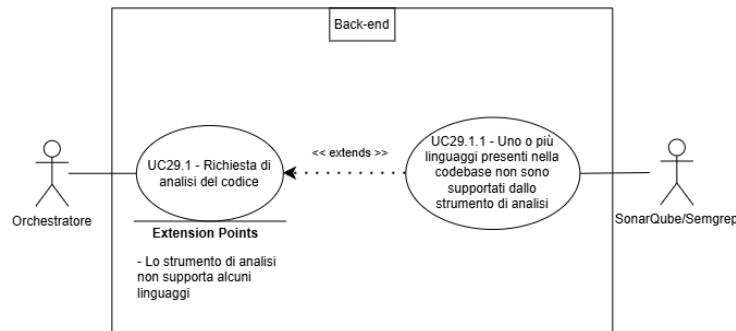 Back-end
UC29.1 - Richiesta di
analisi del codice
<< extends >>
UC29.1.1 - Uno o più
linguaggi presenti nella
codebase non sono
supportati dallo
strumento di analisi
Orchestratore
SonarQube/Semgrep
Extension Points
- Lo strumento di analisi
non supporta alcuni
linguaggi